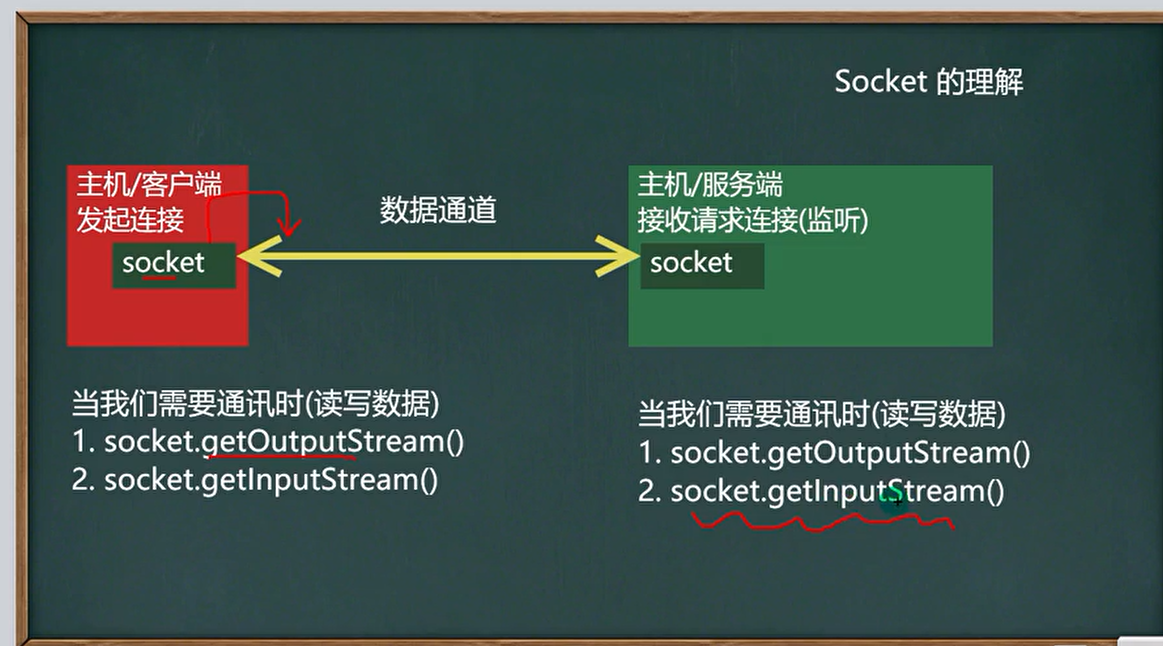 Socket 的理解
主机/客户端
发起连接
socket
数据通道
主机/服务端
接收请求连接(监听)
socket
当我们需要通讯时(读写数据)
1. socket.getOutputStream()
2. socket.getInputStream()
当我们需要通讯时(读写数据)
1. socket.getOutputStream()
2. socket.getInputStream()